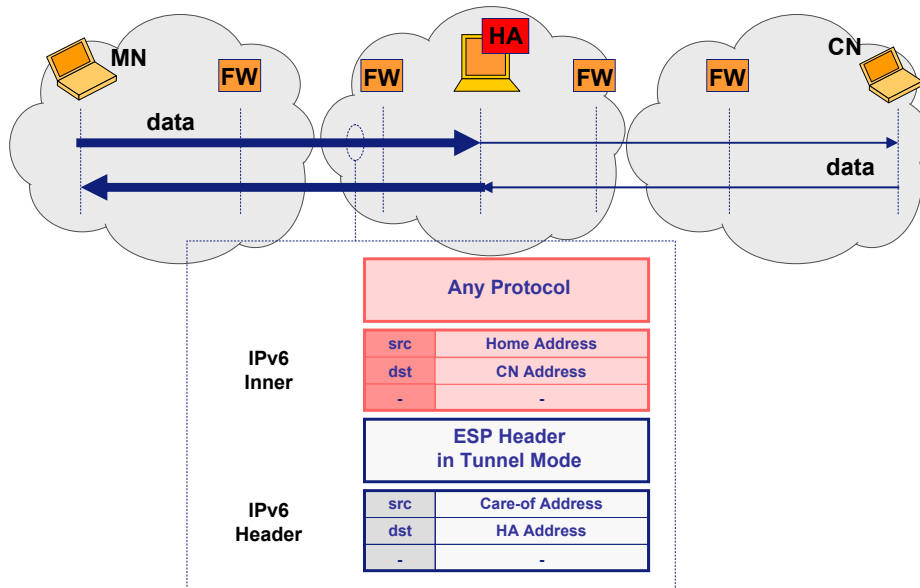 HA
CN
MN
FW
FW
FW
FW
data
data
Any Protocol
IPv6
Inner
src Home Address
dst CN Address
- -
ESP Header
in Tunnel Mode
IPv6
Header
src Care-of Address
dst HA Address
- -